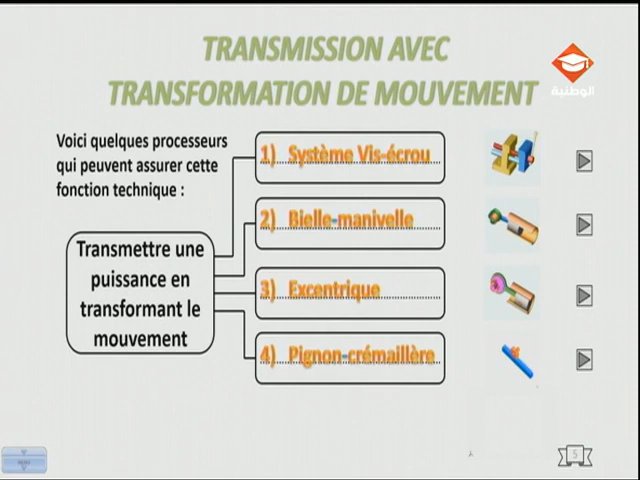 TRANSMISSION AVEC
TRANSFORMATION DE MOUVEMENT
الوطنية
Voici quelques processeurs
qui peuvent assurer cette
fonction technique :
Transmettre une
puissance en
transformant le
mouvement
1) Système Vis-écrou
2) Bielle-manivelle
3) Excentrique
4) Pignon-crémaillère
5